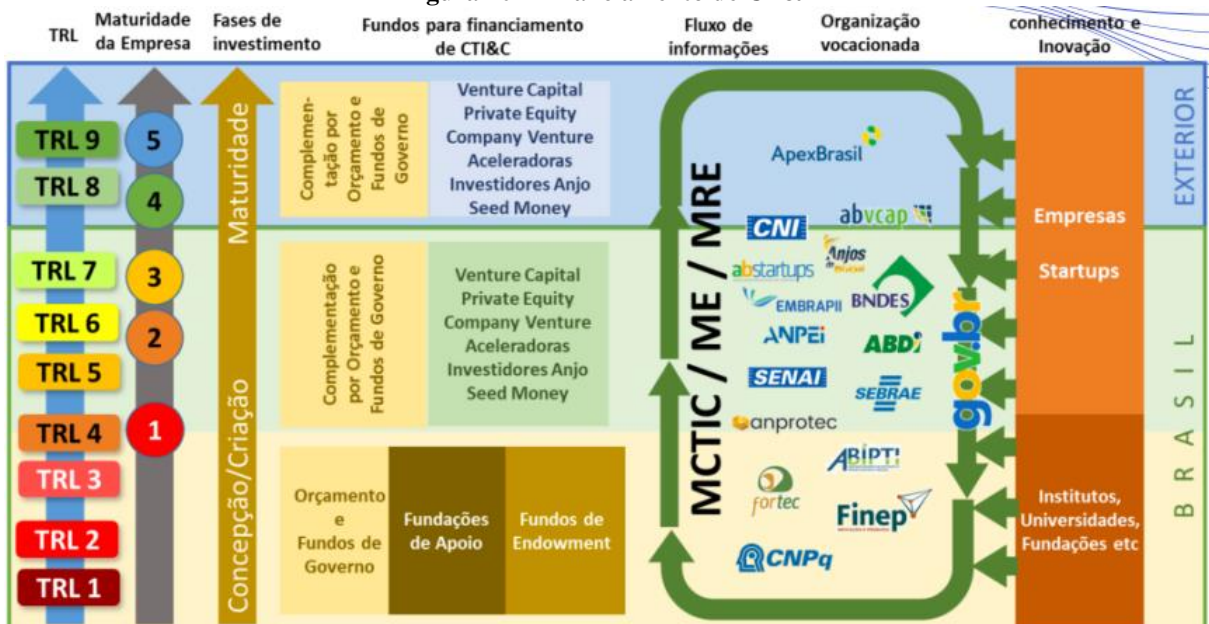 TRL
Maturidade
da Empresa
Fases de
investimento
Fundos para financiamento
de CTI&C
Fluxo de
informações
Organização
vocacionada
conhecimento e
Inovação
TRL 9
TRL 8
TRL 7
TRL 6
TRL 5
TRL 4
TRL 3
TRL 2
TRL 1
5
4
3
2
1
Maturidade
Concepção/Criação
Complemen-
tação por
Orçamento e
Fundos de
Governo
Venture Capital
Private Equity
Company Venture
Aceleradoras
Investidores Anjo
Seed Money
Complementação
por Orçamento e
Fundos de Governo
Venture Capital
Private Equity
Company Venture
Aceleradoras
Investidores Anjo
Seed Money
Orçamento
e
Fundos de
Governo
Fundações
de Apoio
Fundos de
Endowment
MCTIC / ME / MRE
ApexBrasil
abvcap
CNI
Anjos
abstartups
EMBRAPII
BNDES
ANPEi
ABDi
SENAI
SEBRAE
anprotec
ABIPTI
fortec
Finep
CNPq
gov.br
Empresas
Startups
Institutos,
Universidades,
Fundações etc
EXTERIOR
BRASIL